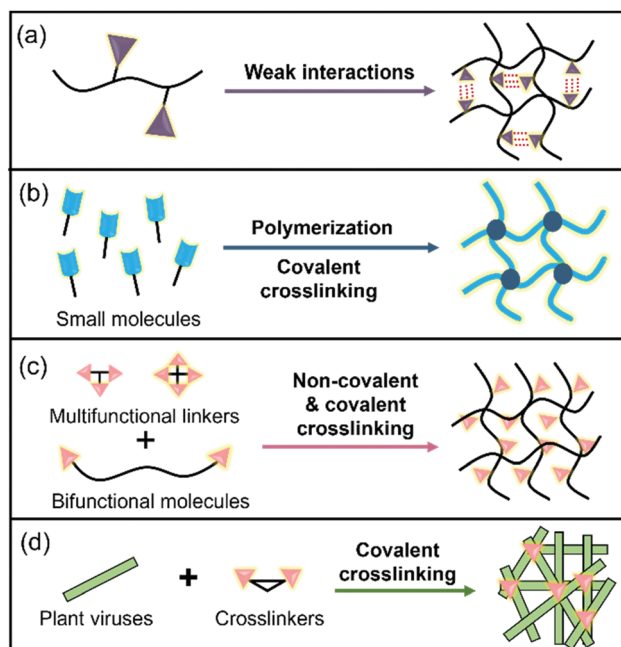 (a)
Weak interactions
(b)
Polymerization
Covalent
crosslinking
Small molecules
(c)
Multifunctional linkers
+
Bifunctional molecules
Non-covalent
& covalent
crosslinking
(d)
+
Plant viruses
Crosslinkers
Covalent
crosslinking